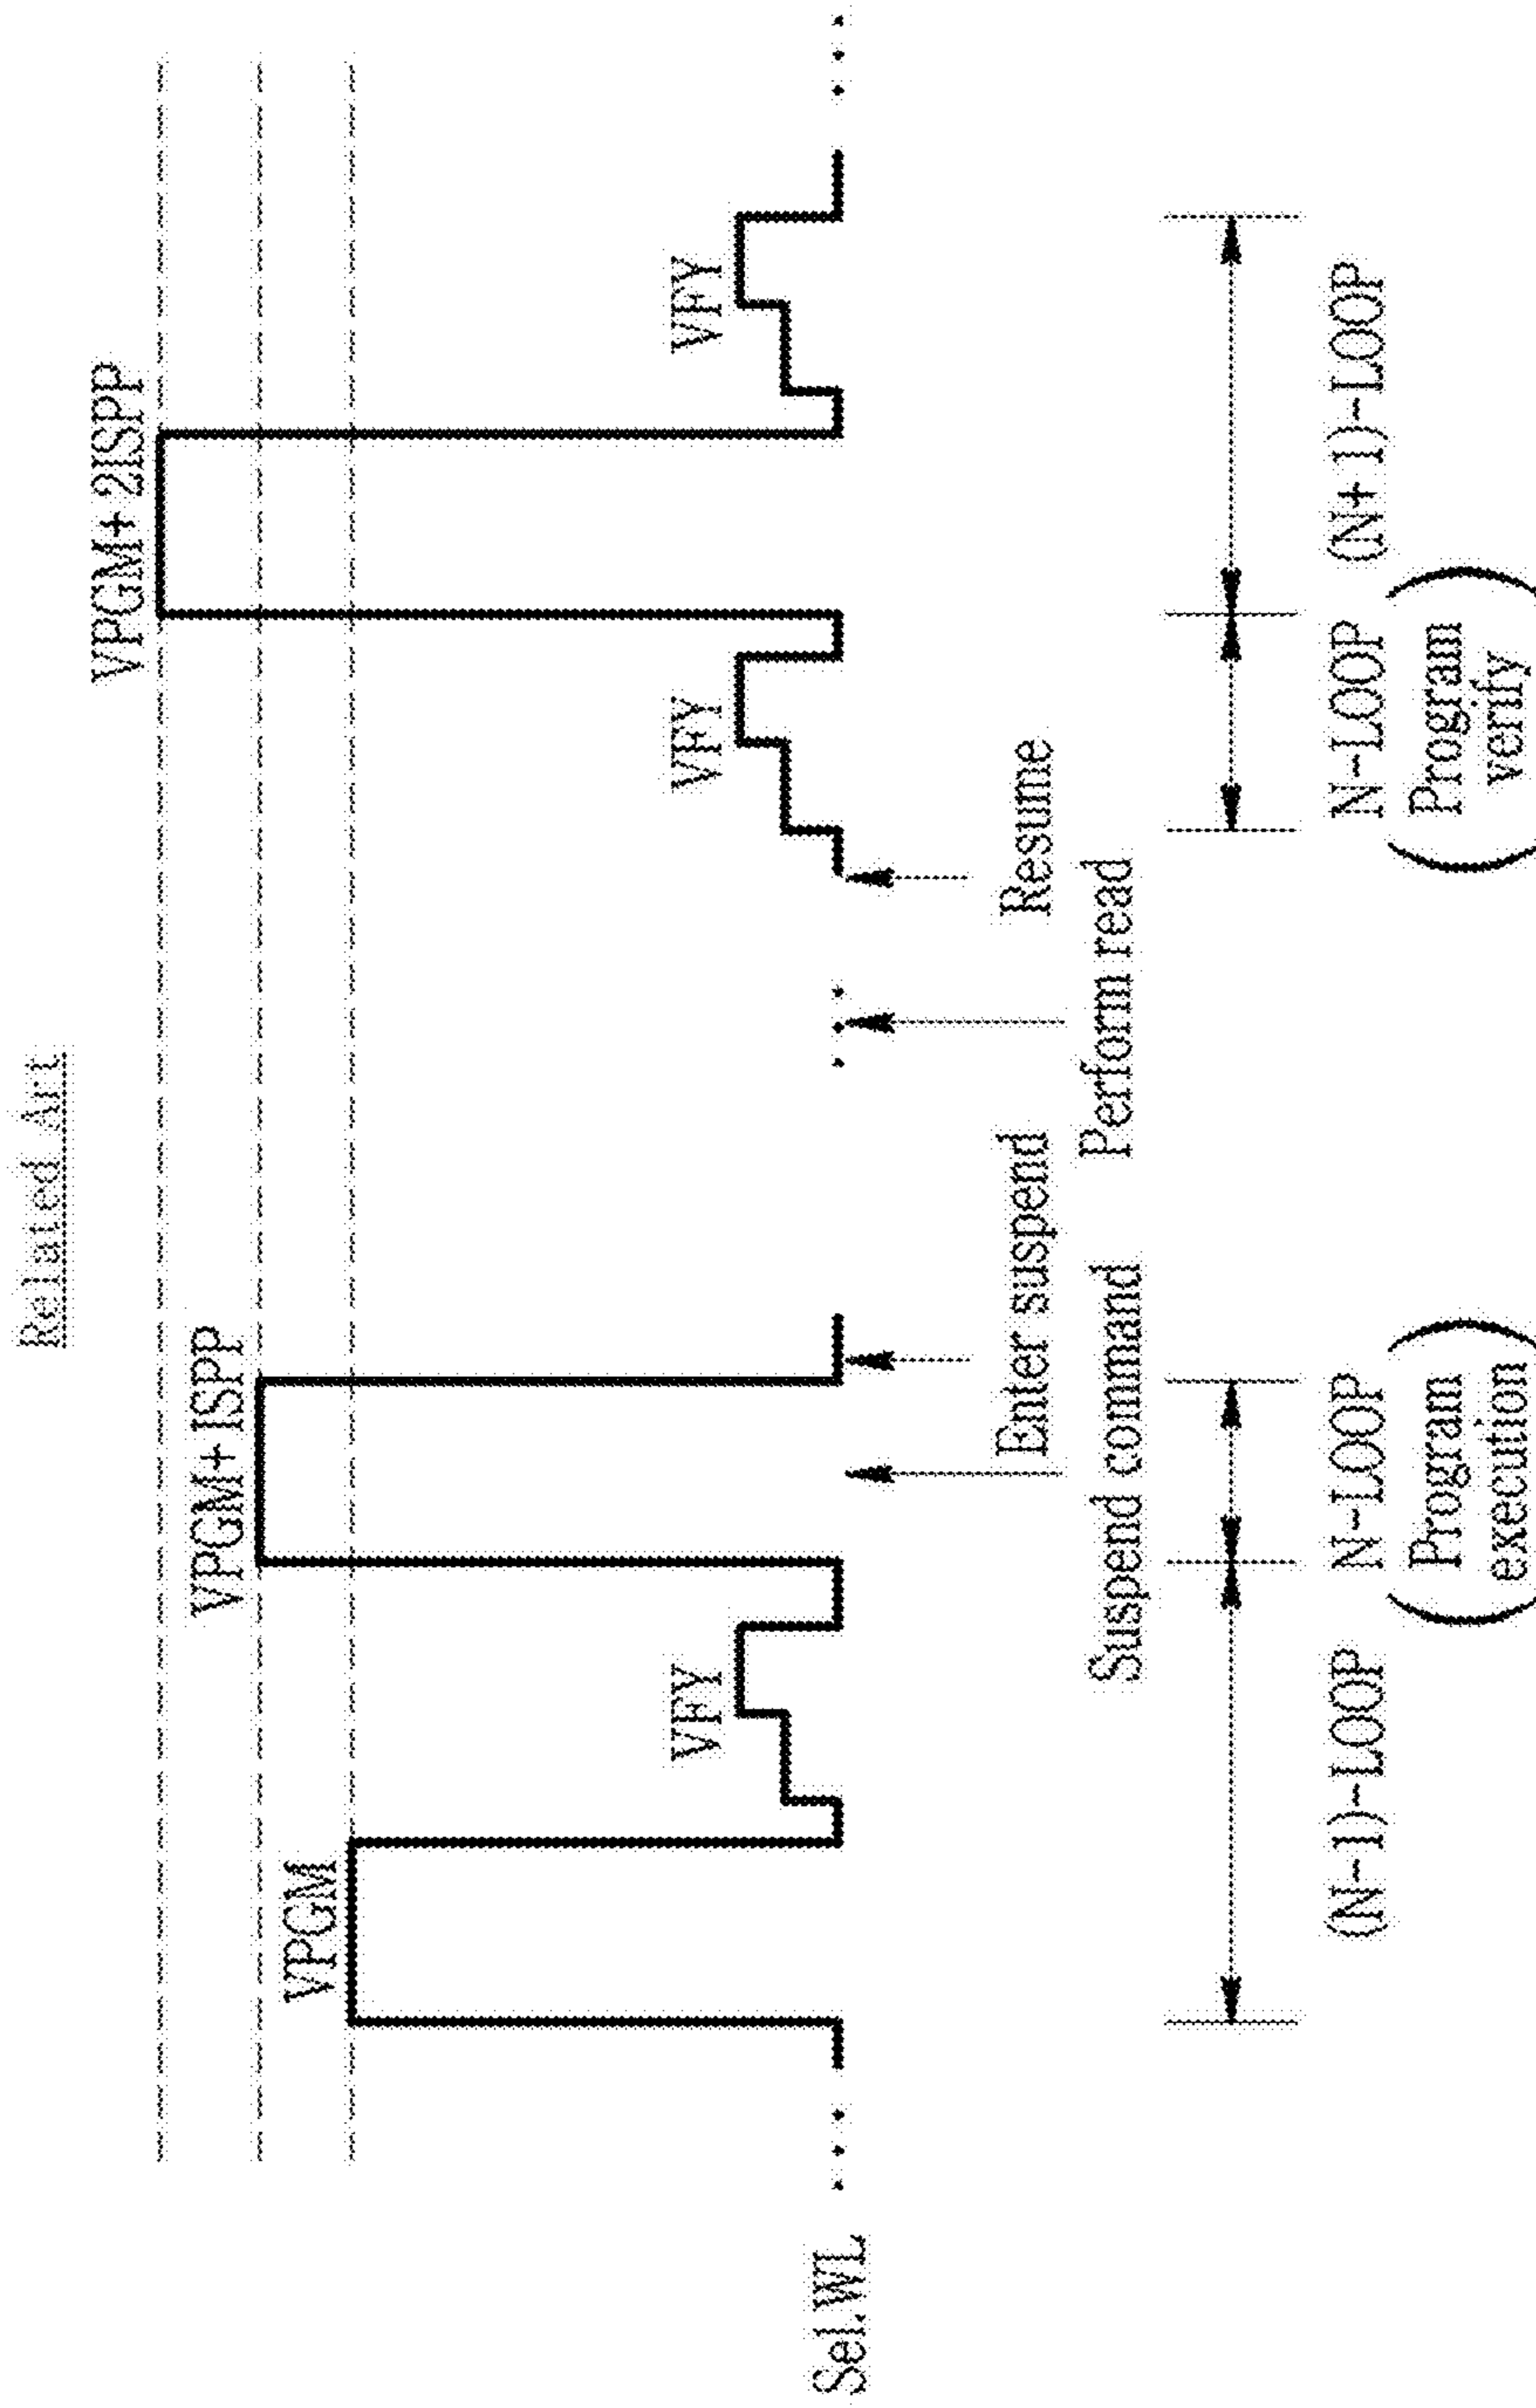 Related Art
VPGM+2ISPP
VPGM+ISPP
VPGM
VFY
VFY
VFY
Sel.WL
Enter suspend
Resume
Suspend command
Perform read
(N-1)-LOOP
N-LOOP
(Program
execution)
N-LOOP
(Program
verify)
(N+1)-LOOP